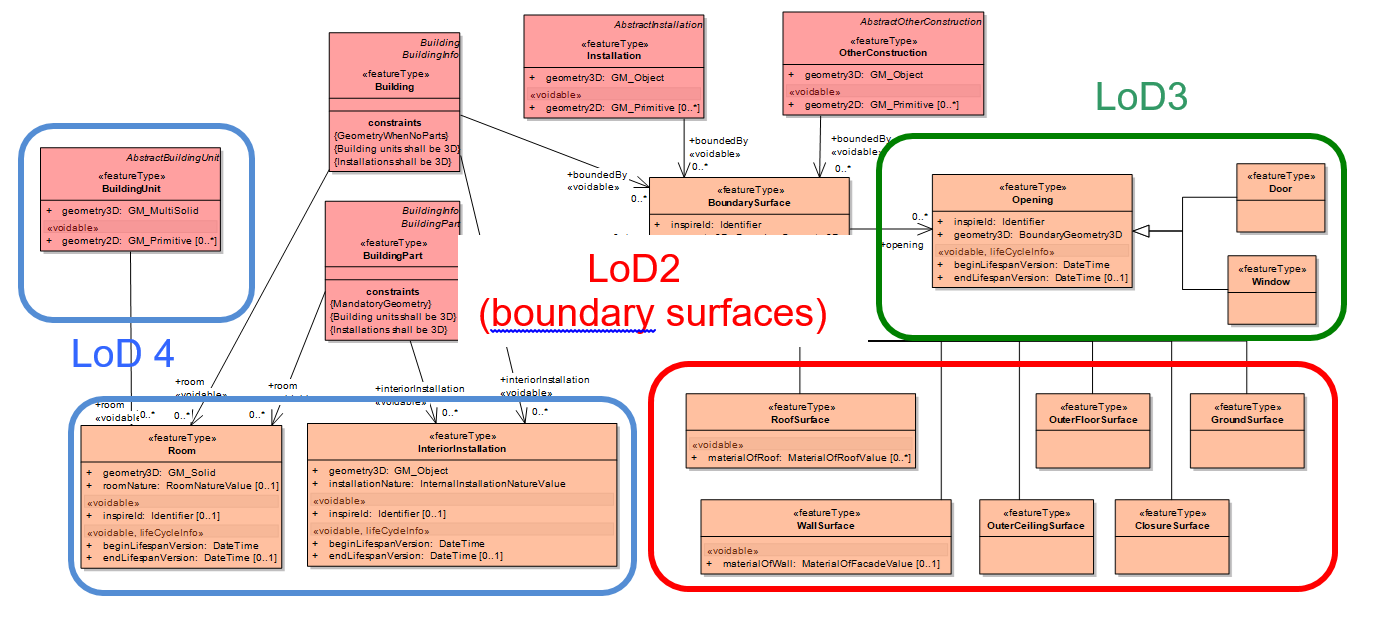 Building
BuildingInfo
«featureType»
Building
constraints
{GeometryWhenNoParts}
{Building units shall be 3D}
{Installations shall be 3D}
AbstractInstallation
«featureType»
Installation
+ geometry3D: GM_Object
«voidable»
+ geometry2D: GM_Primitive [0..*]
AbstractOtherConstruction
«featureType»
OtherConstruction
+ geometry3D: GM_Object
«voidable»
+ geometry2D: GM_Primitive [0..*]
LoD3
AbstractBuildingUnit
«featureType»
BuildingUnit
+ geometry3D: GM_MultiSolid
«voidable»
+ geometry2D: GM_Primitive [0..*]
+boundedBy
«voidable»
0..*
+boundedBy
«voidable»
0..*
+boundedBy
«voidable»
0..*
«featureType»
BoundarySurface
+ inspireId: Identifier
0..*
+opening
«featureType»
Opening
+ inspireId: Identifier
+ geometry3D: BoundaryGeometry3D
«voidable, lifeCycleInfo»
+ beginLifespanVersion: DateTime
+ endLifespanVersion: DateTime [0..1]
«featureType»
Door
«featureType»
Window
BuildingInfo
BuildingPart
«featureType»
BuildingPart
constraints
{MandatoryGeometry}
{Building units shall be 3D}
{Installations shall be 3D}
LoD2
(boundary surfaces)
LoD 4
+room
«voidable»
0..*
+room
«voidable»
0..*
+room
«voidable»
0..*
+interiorInstallation
«voidable»
0..*
+interiorInstallation
«voidable»
0..*
«featureType»
Room
+ geometry3D: GM_Solid
+ roomNature: RoomNatureValue [0..1]
«voidable»
+ inspireId: Identifier [0..1]
«voidable, lifeCycleInfo»
+ beginLifespanVersion: DateTime
+ endLifespanVersion: DateTime [0..1]
«featureType»
InteriorInstallation
+ geometry3D: GM_Object
+ installationNature: InternalInstallationNatureValue
«voidable»
+ inspireId: Identifier [0..1]
«voidable, lifeCycleInfo»
+ beginLifespanVersion: DateTime
+ endLifespanVersion: DateTime [0..1]
«featureType»
RoofSurface
«voidable»
+ materialOfRoof: MaterialOfRoofValue [0..*]
«featureType»
OuterFloorSurface
«featureType»
GroundSurface
«featureType»
WallSurface
«voidable»
+ materialOfWall: MaterialOfFacadeValue [0..1]
«featureType»
OuterCeilingSurface
«featureType»
ClosureSurface